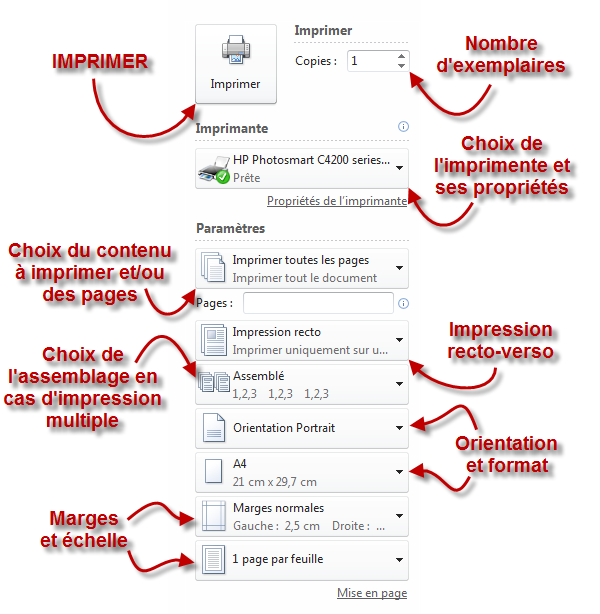 Imprimer
IMPRIMER
Imprimer
Copies :
1
Nombre
d'exemplaires
Imprimante
HP Photosmart C4200 series...
Prête
Propriétés de l'imprimante
Choix de
l'imprimente et
ses propriétés
Paramètres
Choix du contenu
à imprimer et/ou
des pages
Imprimer toutes les pages
Imprimer tout le document
Pages :
Impression recto
Imprimer uniquement sur u...
Impression
recto-verso
Choix de
l'assemblage en
cas d'impression
multiple
Assemblé
1,2,3 1,2,3 1,2,3
Orientation Portrait
A4
21 cm x 29,7 cm
Orientation
et format
Marges normales
Gauche : 2,5 cm Droite : ...
Marges
et échelle
1 page par feuille
Mise en page